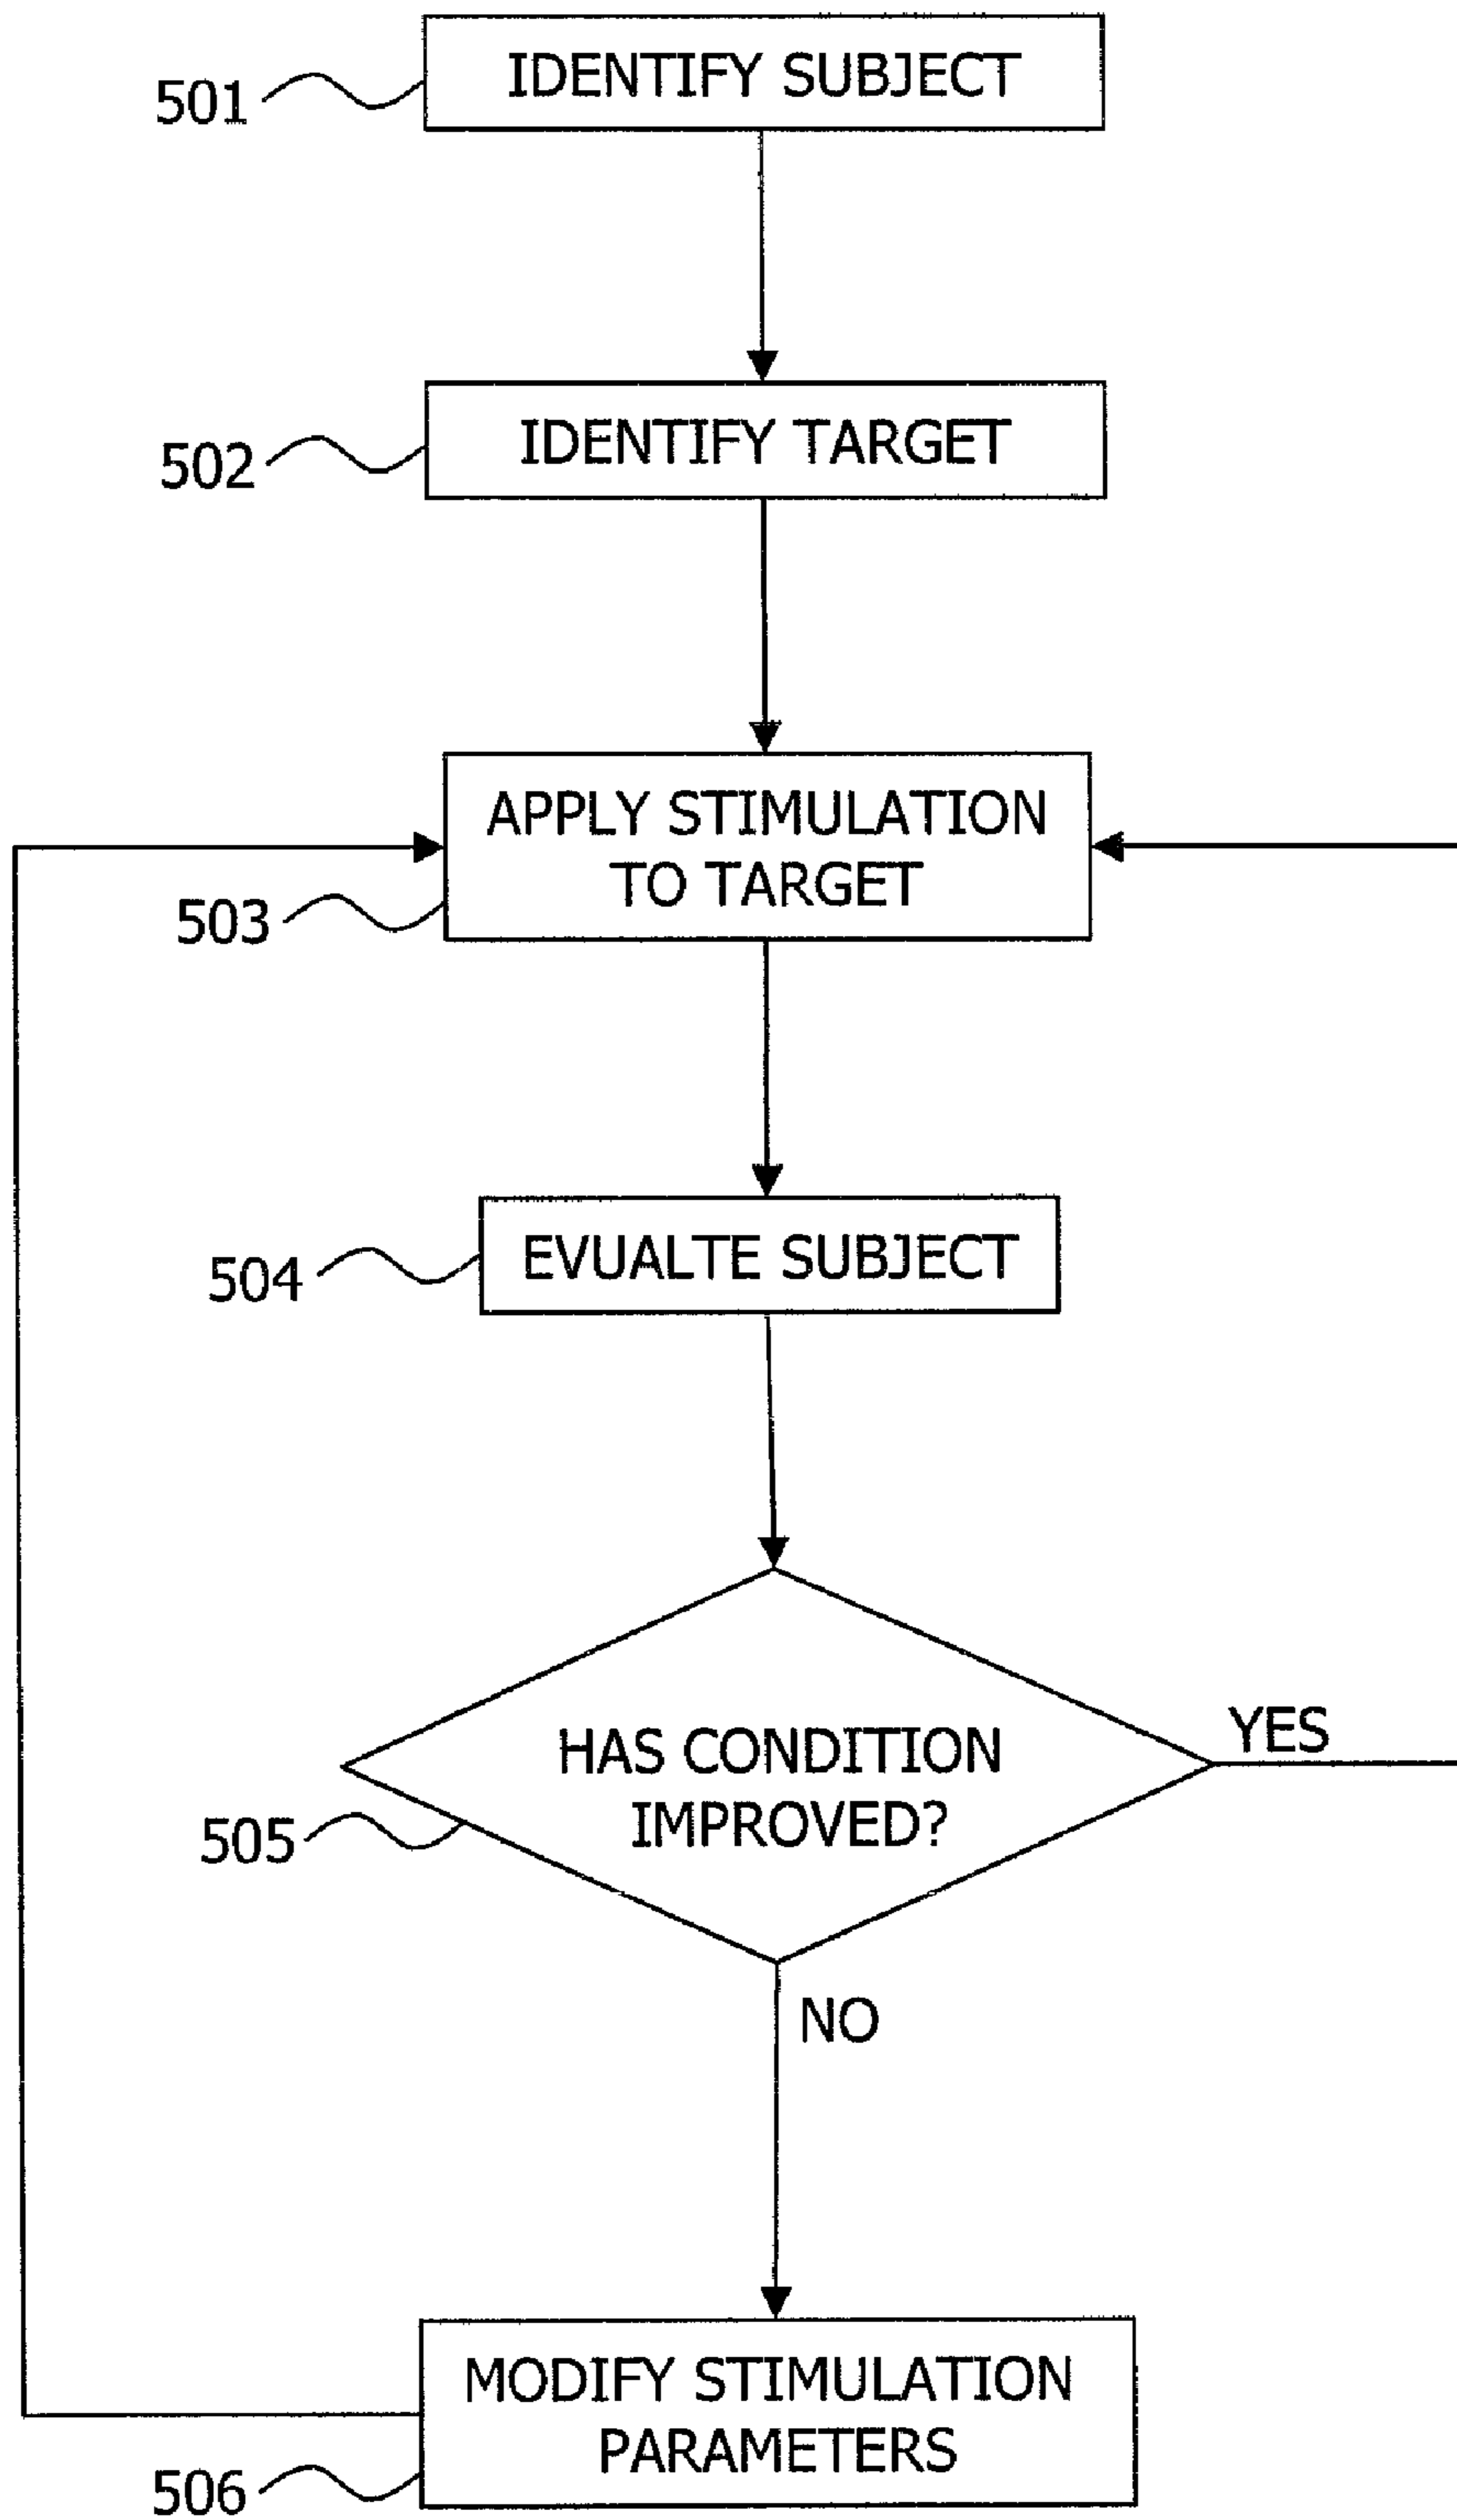 IDENTIFY SUBJECT
501
IDENTIFY TARGET
502
APPLY STIMULATION
TO TARGET
503
EVUALTE SUBJECT
504
HAS CONDITION
IMPROVED?
YES
505
NO
MODIFY STIMULATION
PARAMETERS
506